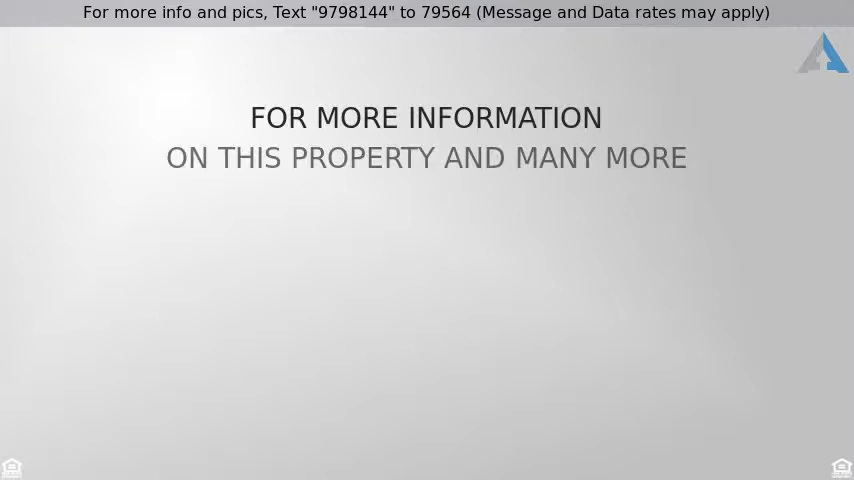 For more info and pics, Text "9798144" to 79564 (Message and Data rates may apply)
FOR MORE INFORMATION
ON THIS PROPERTY AND MANY MORE